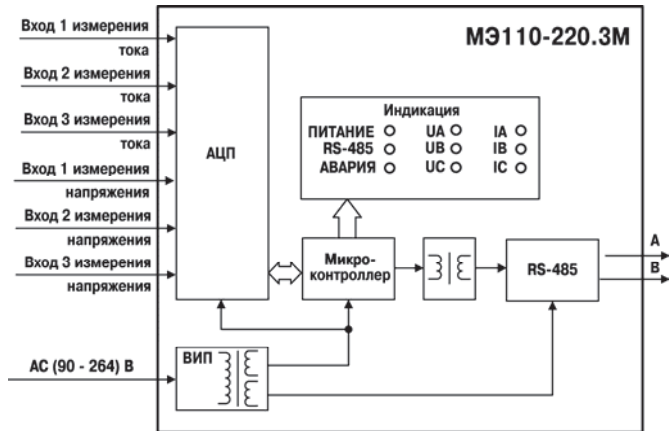 МЭ110-220.3М
Вход 1 измерения
тока
Вход 2 измерения
тока
Вход 3 измерения
тока
Вход 1 измерения
напряжения
Вход 2 измерения
напряжения
Вход 3 измерения
напряжения
АЦП
Индикация
ПИТАНИЕ UA IA
RS-485 UB IB
АВАРИЯ UC IC
Микро-
контроллер
RS-485
A
B
AC (90 - 264) В
ВИП